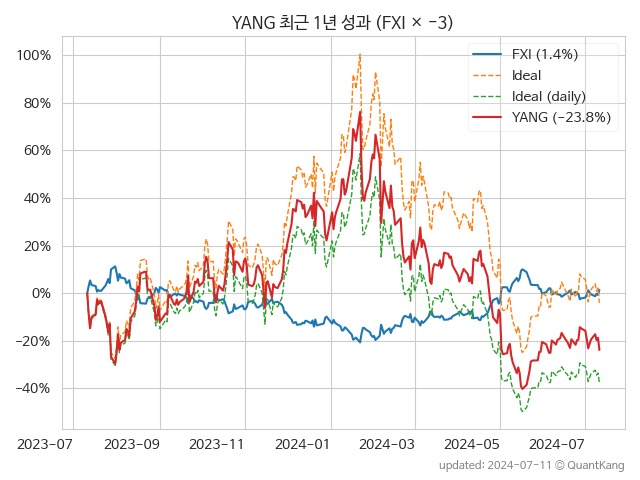 YANG 최근 1년 성과 (FXI × −3)
100%
80%
60%
40%
20%
0%
−20%
−40%
FXI (1.4%)
Ideal
Ideal (daily)
YANG (−23.8%)
2023-07
2023-09
2023-11
2024-01
2024-03
2024-05
2024-07
updated: 2024-07-11 © QuantKang